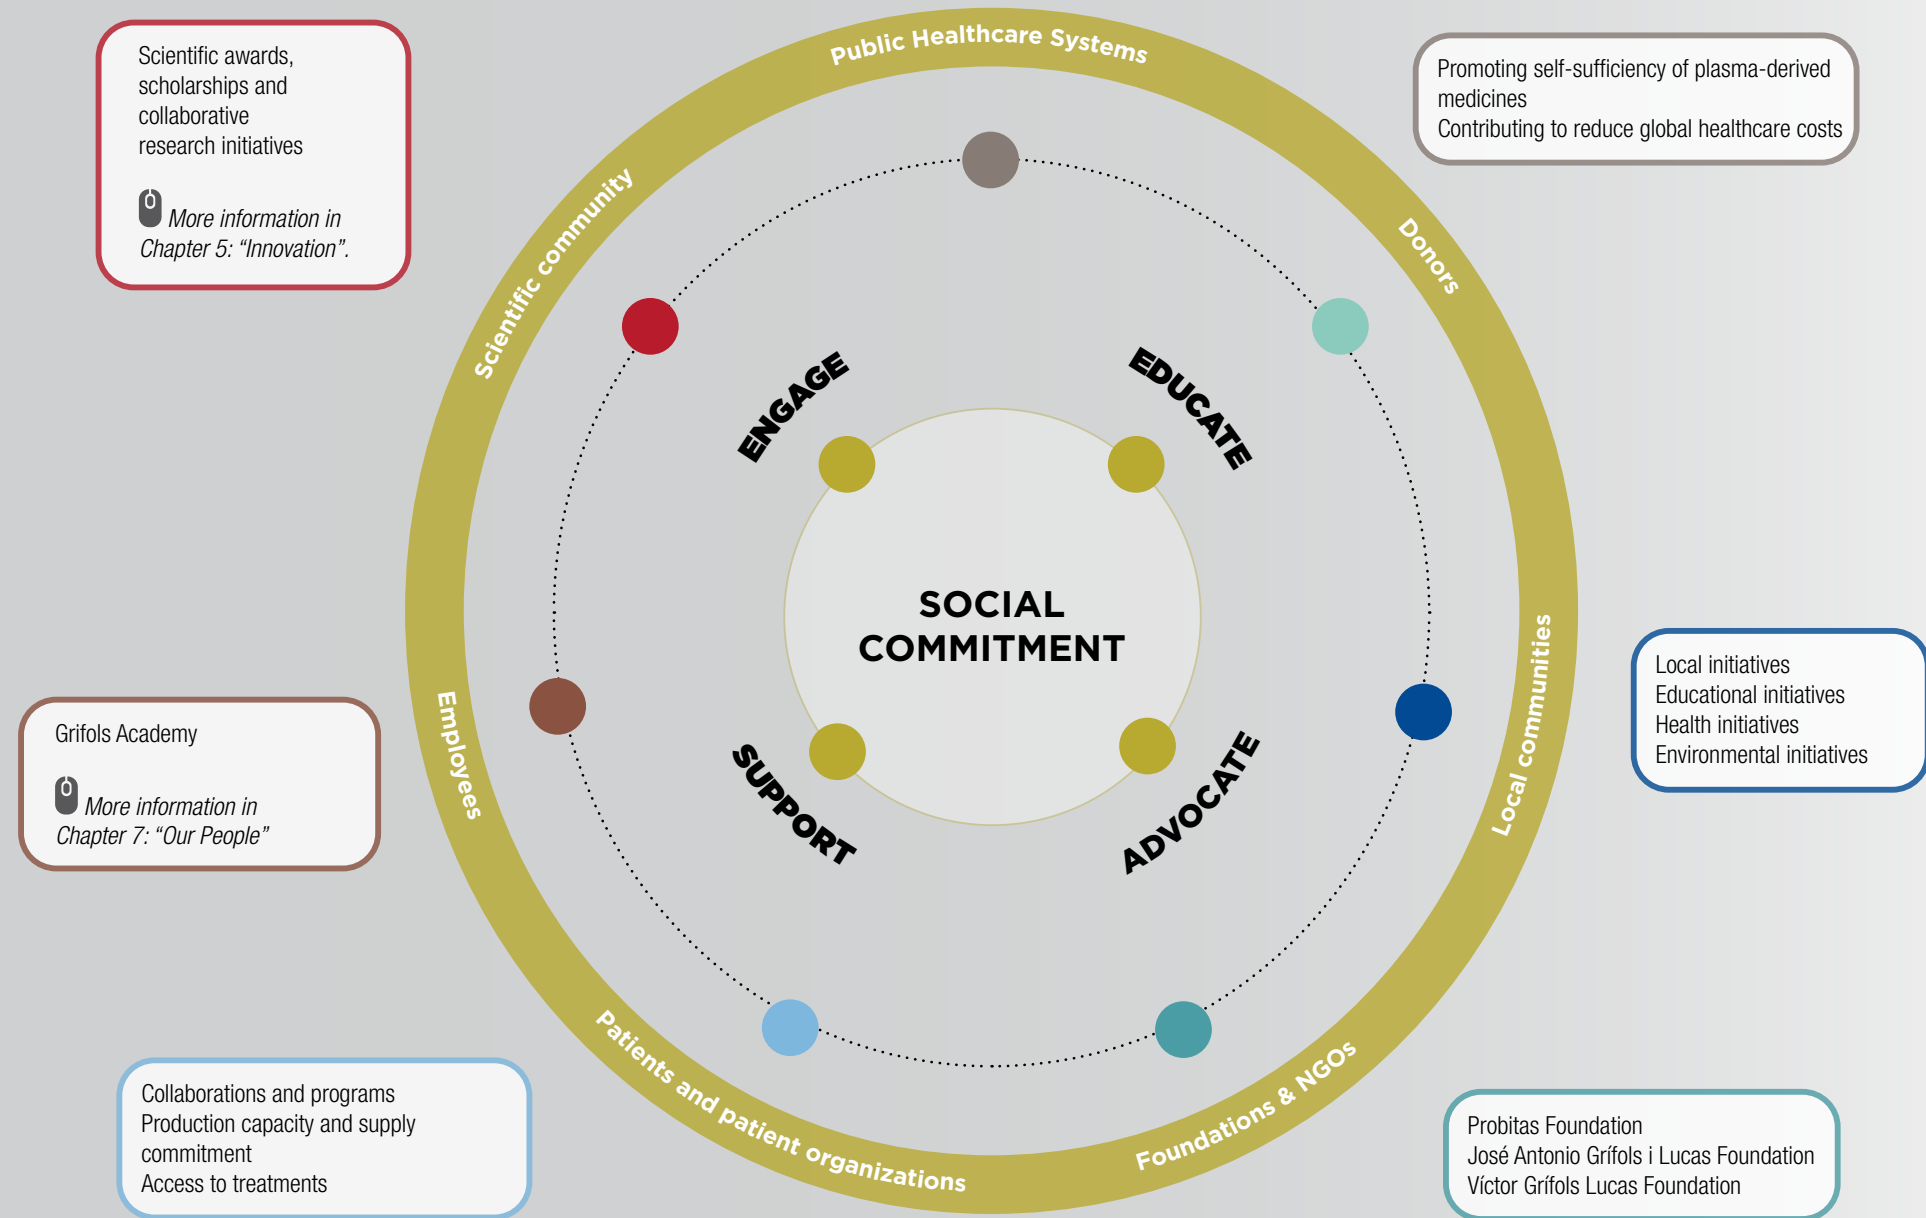 Public Healthcare Systems
Scientific awards,
scholarships and
collaborative
research initiatives
More information in
Chapter 5: “Innovation”.
Promoting self-sufficiency of plasma-derived
medicines
Contributing to reduce global healthcare costs
Scientific community
Donors
ENGAGE
EDUCATE
SOCIAL
COMMITMENT
SUPPORT
ADVOCATE
Employees
Local communities
Grifols Academy
More information in
Chapter 7: “Our People”
Local initiatives
Educational initiatives
Health initiatives
Environmental initiatives
Patients and patient organizations
Foundations & NGOs
Collaborations and programs
Production capacity and supply
commitment
Access to treatments
Probitas Foundation
José Antonio Grífols i Lucas Foundation
Víctor Grífols Lucas Foundation